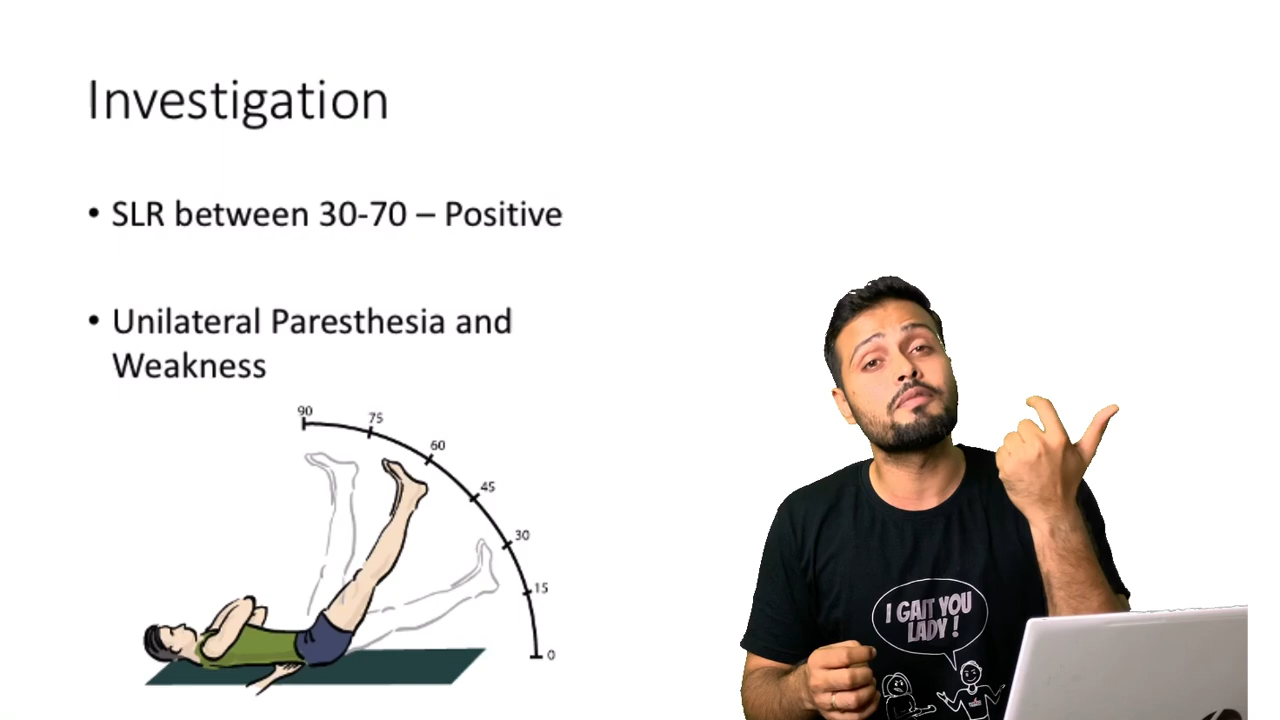 Investigation
• SLR between 30-70 – Positive
• Unilateral Paresthesia and
Weakness
90
75
60
45
30
15
0
I GAIT YOU
LADY !